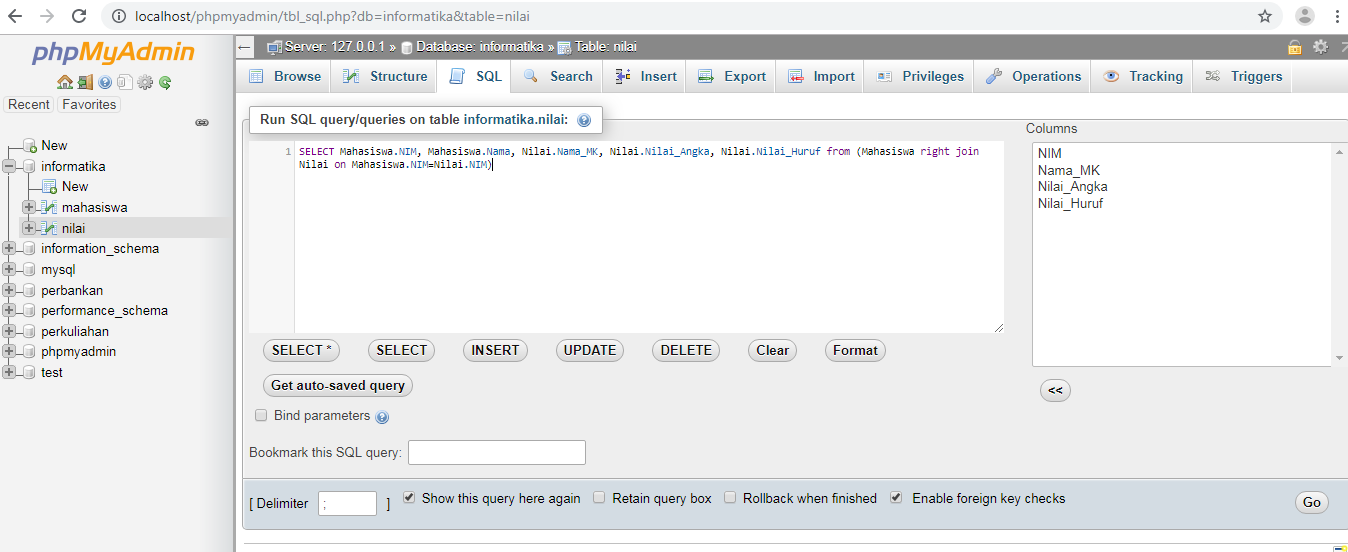 localhost/phpmyadmin/tbl_sql.php?db=informatika&table=nilai
phpMyAdmin
Recent Favorites
New
informatika
New
mahasiswa
nilai
information_schema
mysql
perbankan
performance_schema
perkuliahan
phpmyadmin
test
Server: 127.0.0.1 » Database: informatika » Table: nilai
Browse Structure SQL Search Insert Export Import Privileges Operations Tracking Triggers
Run SQL query/queries on table informatika.nilai:
1 SELECT Mahasiswa.NIM, Mahasiswa.Nama, Nilai.Nama_MK, Nilai.Nilai_Angka, Nilai.Nilai_Huruf from (Mahasiswa right join
Nilai on Mahasiswa.NIM=Nilai.NIM)
Columns
NIM
Nama_MK
Nilai_Angka
Nilai_Huruf
<<
SELECT * SELECT INSERT UPDATE DELETE Clear Format
Get auto-saved query
Bind parameters
Bookmark this SQL query:
[ Delimiter ; ] Show this query here again Retain query box Rollback when finished Enable foreign key checks Go